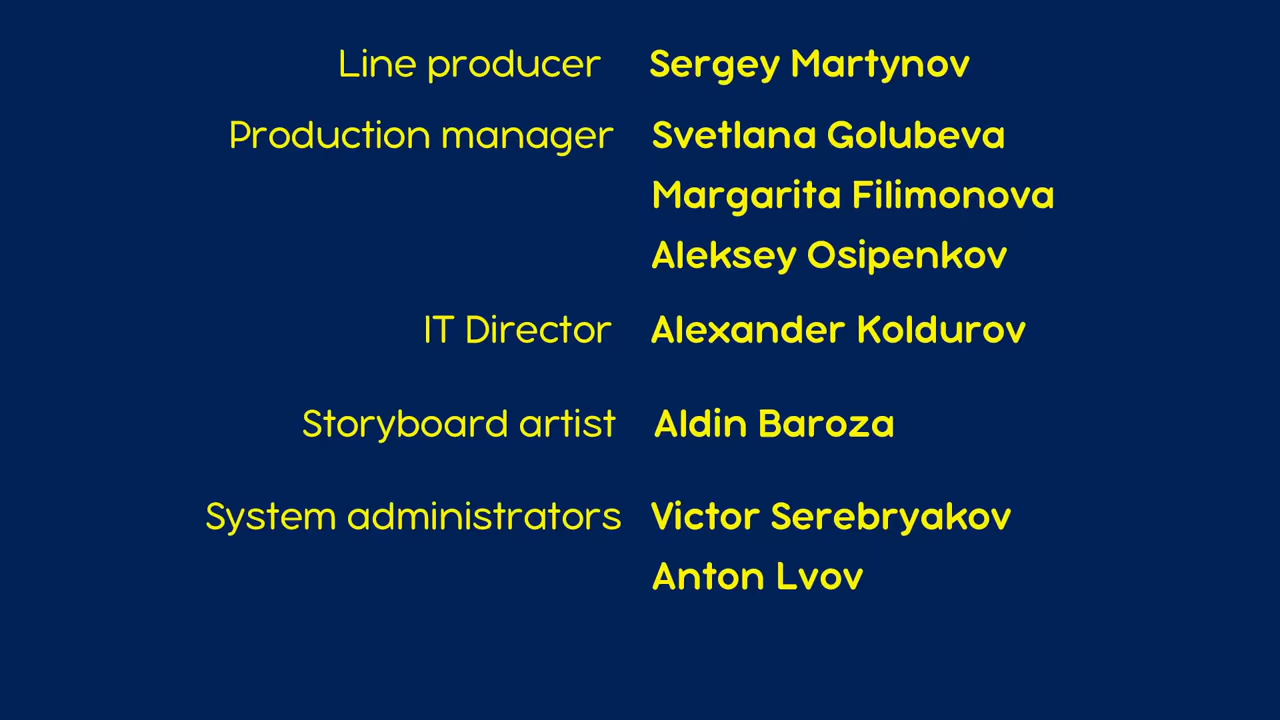 Line producer Sergey Martynov
Production manager Svetlana Golubeva
Margarita Filimonova
Aleksey Osipenkov
IT Director Alexander Koldurov
Storyboard artist Aldin Baroza
System administrators Victor Serebryakov
Anton Lvov